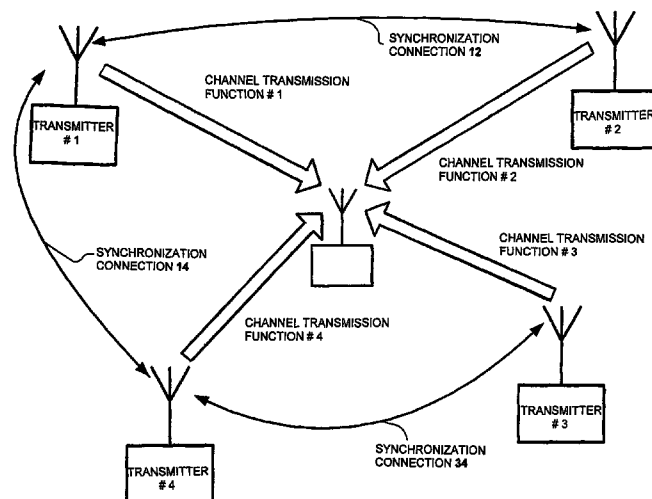 SYNCHRONIZATION
CONNECTION 12
CHANNEL TRANSMISSION
FUNCTION # 1
TRANSMITTER
# 1
TRANSMITTER
# 2
CHANNEL TRANSMISSION
FUNCTION # 2
CHANNEL TRANSMISSION
FUNCTION # 3
SYNCHRONIZATION
CONNECTION 14
CHANNEL TRANSMISSION
FUNCTION # 4
TRANSMITTER
# 3
SYNCHRONIZATION
CONNECTION 34
TRANSMITTER
# 4